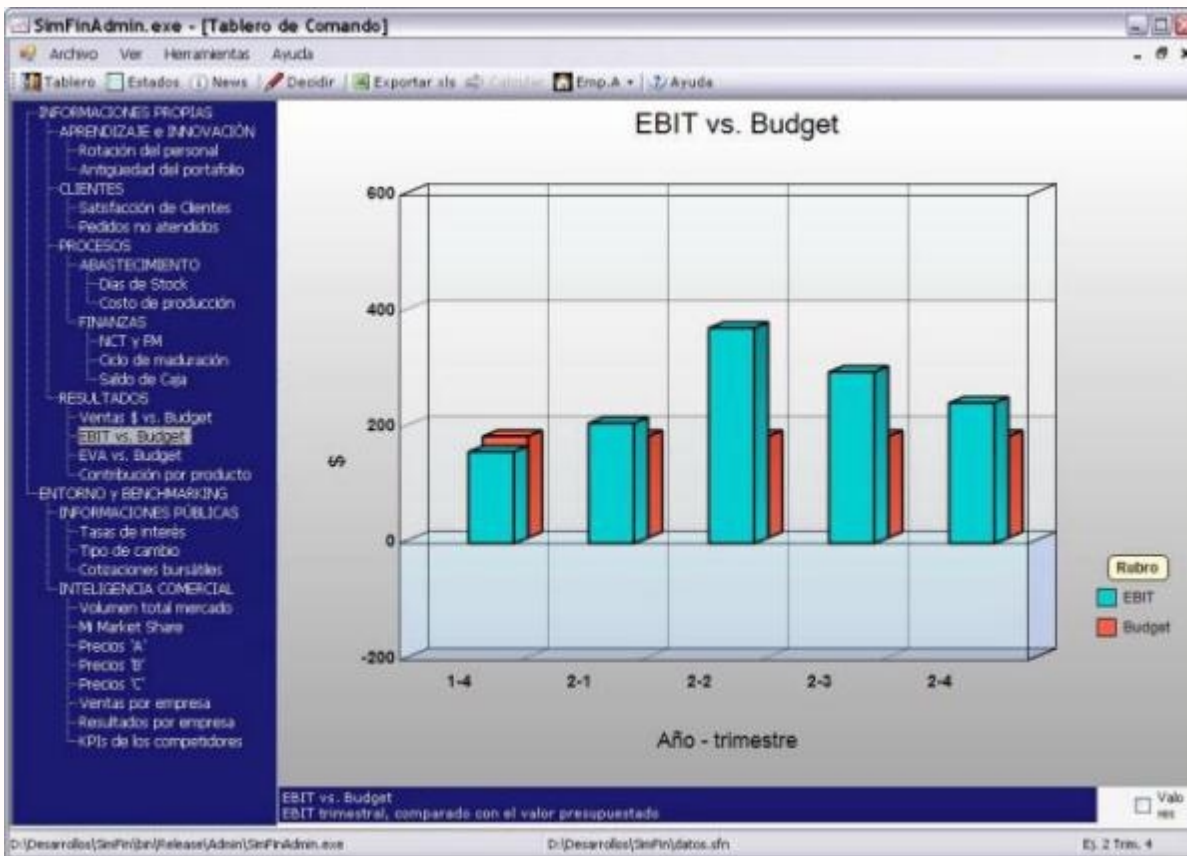 SimFinAdmin.exe - [Tablero de Comando]
Archivo Ver Herramientas Ayuda
Tablero Estados News Decidir Exportar xls Calcular Emp.A Ayuda
INFORMACIONES PROPIAS
APRENDIZAJE e INNOVACIÓN
Rotación del personal
Antigüedad del portafolio
CLIENTES
Satisfacción de Clientes
Pedidos no atendidos
PROCESOS
ABASTECIMIENTO
Días de Stock
Costo de producción
FINANZAS
NCT y FM
Ciclo de maduración
Saldo de Caja
RESULTADOS
Ventas $ vs. Budget
EBIT vs. Budget
EVA vs. Budget
Contribución por producto
ENTORNO y BENCHMARKING
INFORMACIONES PÚBLICAS
Tasas de interés
Tipo de cambio
Cotizaciones bursátiles
INTELIGENCIA COMERCIAL
Volumen total mercado
Mi Market Share
Precios 'A'
Precios 'B'
Precios 'C'
Ventas por empresa
Resultados por empresa
KPIs de los competidores
EBIT vs. Budget
600
400
200
0
-200
$
1-4 2-1 2-2 2-3 2-4
Año - trimestre
Rubro
EBIT
Budget
EBIT vs. Budget
EBIT trimestral, comparado con el valor presupuestado
Valo
res
D:\Desarrollos\SimFin\bin\Release\Admin\SimFinAdmin.exe D:\Desarrollos\SimFin\datos.sfn Ej. 2 Trim. 4